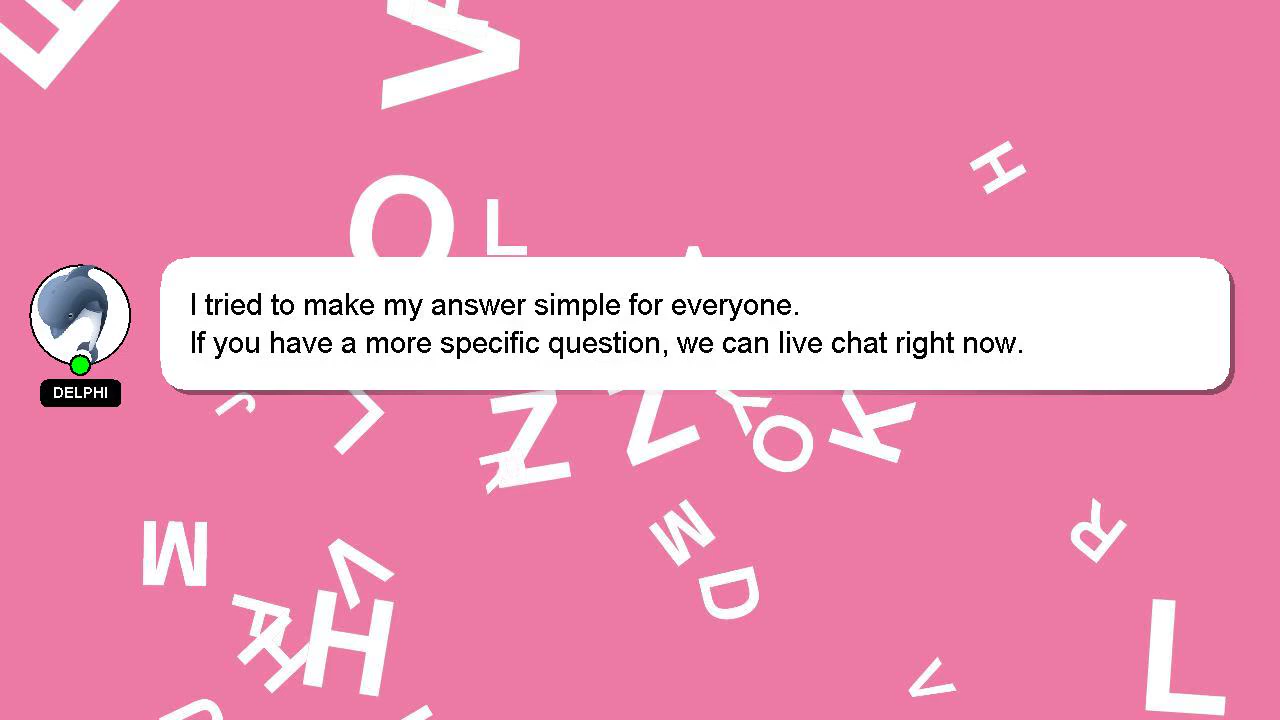 I tried to make my answer simple for everyone.
If you have a more specific question, we can live chat right now.
DELPHI